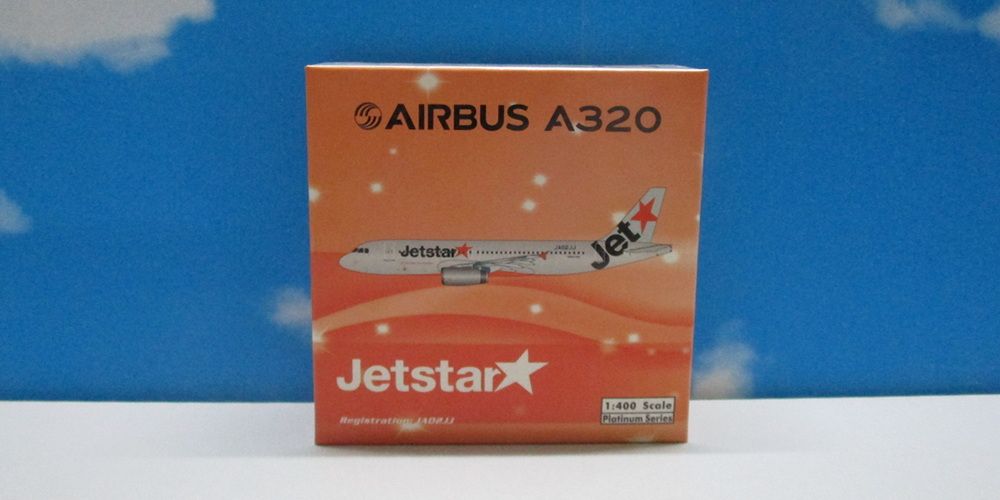 AIRBUS A320
Jetstar
JA02JJ
Jet
Jetstar
Registration: JA02JJ
1:400 Scale
Platinum Series